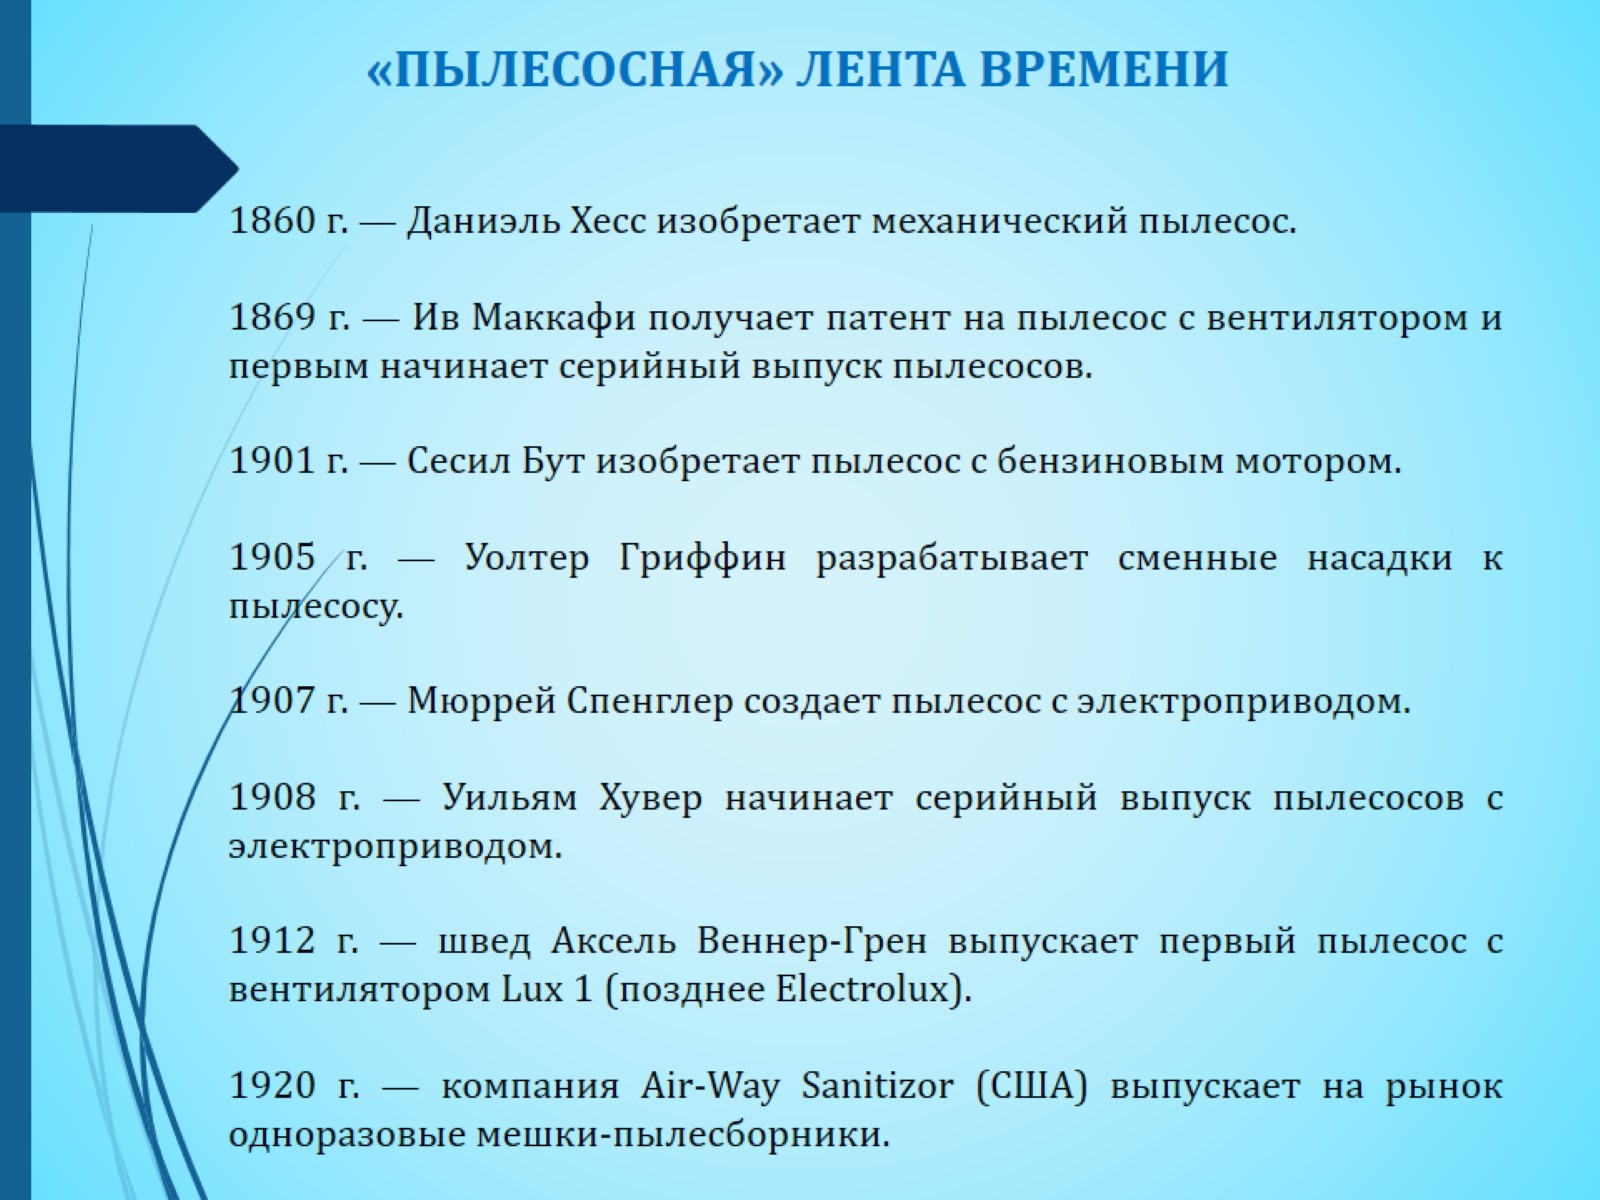 «ПЫЛЕСОСНАЯ» ЛЕНТА ВРЕМЕНИ
1860 г. — Даниэль Хесс изобретает механический пылесос.
1869 г. — Ив Маккафи получает патент на пылесос с вентилятором и
первым начинает серийный выпуск пылесосов.
1901 г. — Сесил Бут изобретает пылесос с бензиновым мотором.
1905 г. — Уолтер Гриффин разрабатывает сменные насадки к
пылесосу.
1907 г. — Мюррей Спенглер создает пылесос с электроприводом.
1908 г. — Уильям Хувер начинает серийный выпуск пылесосов с
электроприводом.
1912 г. — швед Аксель Веннер-Грен выпускает первый пылесос с
вентилятором Lux 1 (позднее Electrolux).
1920 г. — компания Air-Way Sanitizor (США) выпускает на рынок
одноразовые мешки-пылесборники.